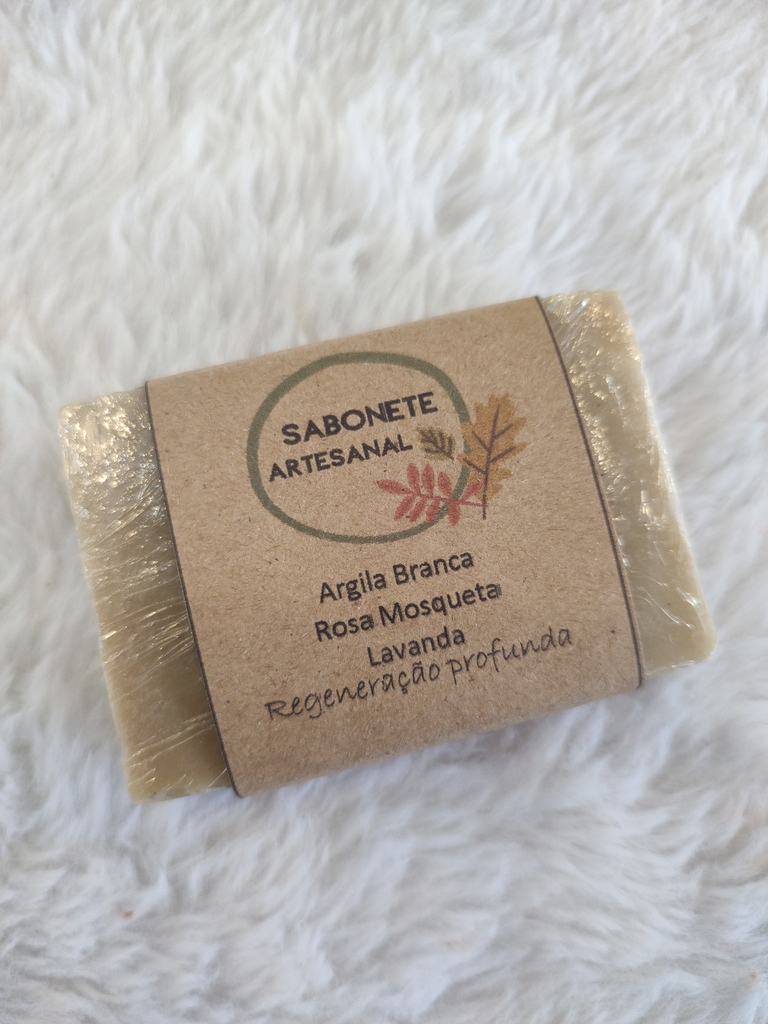 SABONETE
ARTESANAL
Argila Branca
Rosa Mosqueta
Lavanda
Regeneração profunda